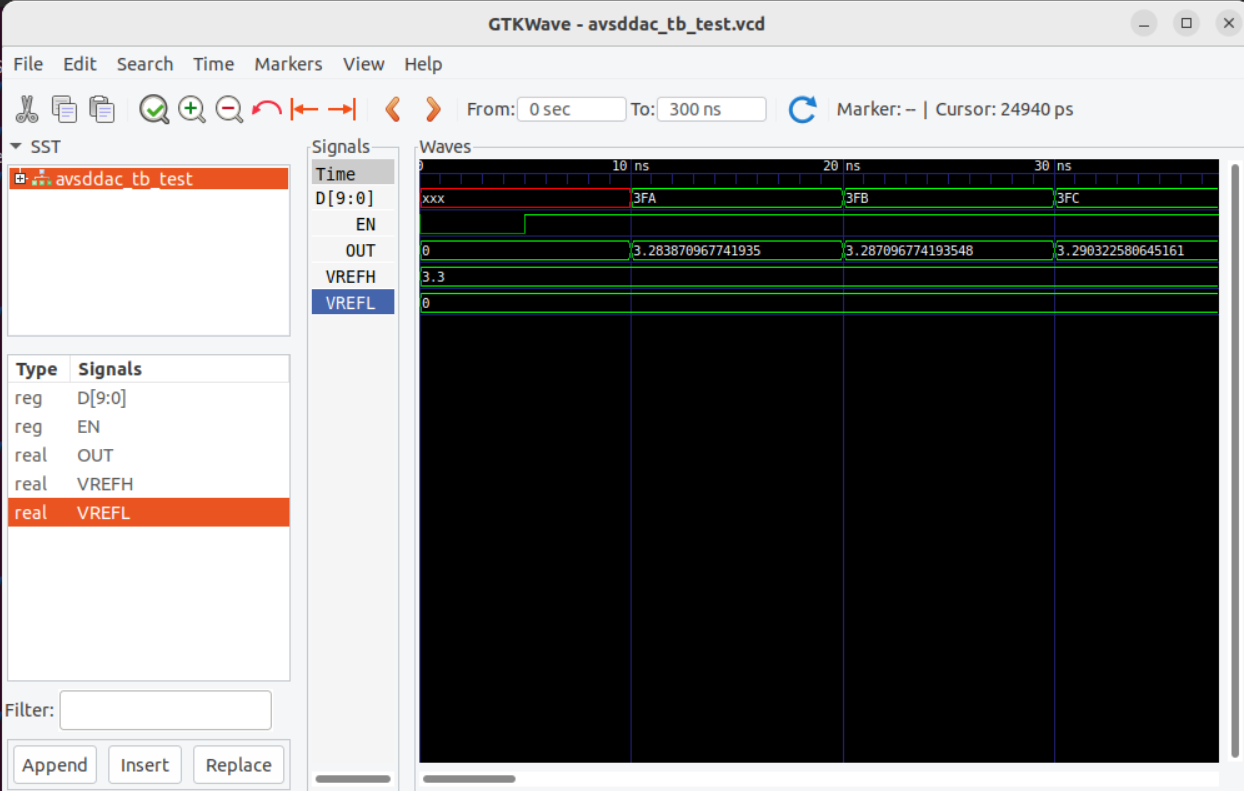 GTKWave - avsddac_tb_test.vcd
File Edit Search Time Markers View Help
From: 0 sec To: 300 ns Marker: -- | Cursor: 24940 ps
SST
avsddac_tb_test
Type Signals
reg D[9:0]
reg EN
real OUT
real VREFH
real VREFL
Filter:
Append Insert Replace
Signals
Time
D[9:0]
EN
OUT
VREFH
VREFL
Waves
0 10 ns 20 ns 30 ns
xxx 3FA 3FB 3FC
0 3.283870967741935 3.287096774193548 3.290322580645161
3.3
0